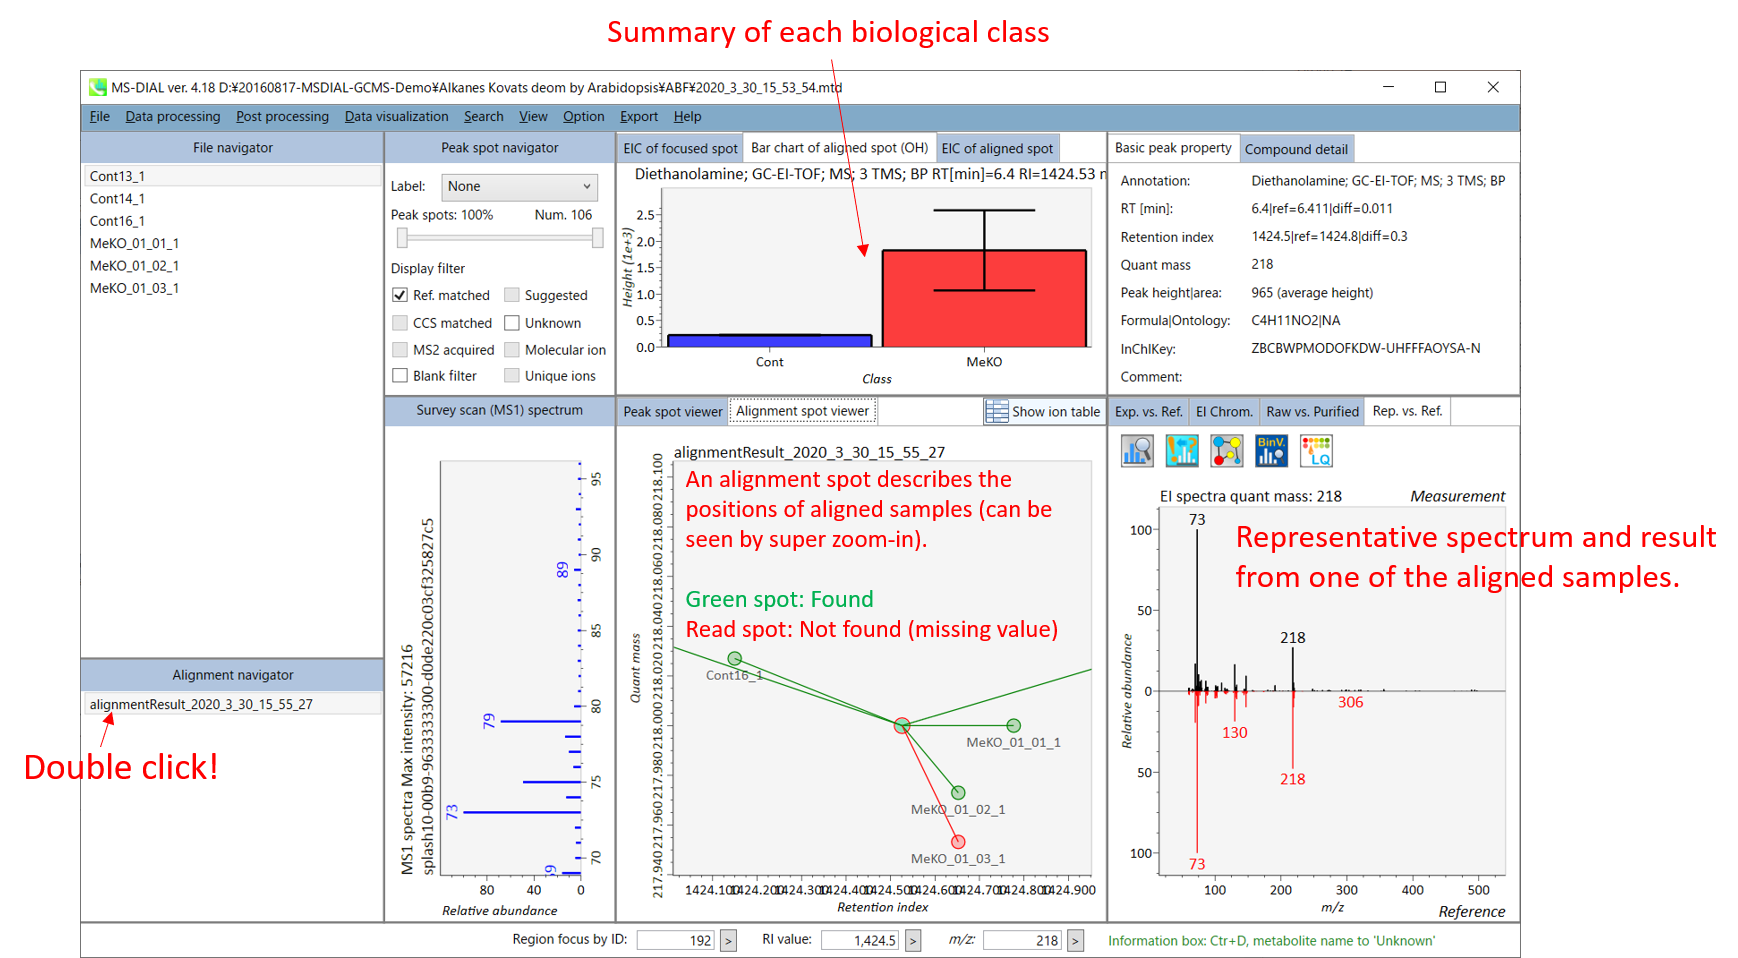 Summary of each biological class
MS-DIAL ver. 4.18 D:¥20160817-MSDIAL-GCMS-Demo¥Alkanes Kovats deom by Arabidopsis¥ABF¥2020_3_30_15_53_54.mtd
File Data processing Post processing Data visualization Search View Option Export Help
File navigator
Cont13_1
Cont14_1
Cont16_1
MeKO_01_01_1
MeKO_01_02_1
MeKO_01_03_1
Alignment navigator
alignmentResult_2020_3_30_15_55_27
Double click!
Peak spot navigator
Label: None
Peak spots: 100% Num. 106
Display filter
Ref. matched Suggested
CCS matched Unknown
MS2 acquired Molecular ion
Blank filter Unique ions
Survey scan (MS1) spectrum
MS1 spectra Max intensity: 57216
splash10-00b9-9633333300-d0de220c03cf325827c5
95
90
85
80
75
70
89
79
73
80 40 0
Relative abundance
EIC of focused spot Bar chart of aligned spot (OH) EIC of aligned spot
Diethanolamine; GC-EI-TOF; MS; 3 TMS; BP RT[min]=6.4 RI=1424.53
Height (1e+3)
2.5
2.0
1.5
1.0
0.5
0.0
Cont MeKO
Class
Peak spot viewer Alignment spot viewer Show ion table
alignmentResult_2020_3_30_15_55_27
An alignment spot describes the
positions of aligned samples (can be
seen by super zoom-in).
Green spot: Found
Read spot: Not found (missing value)
Quant mass
218.100
218.080
218.060
218.040
218.020
218.000
217.980
217.960
217.940
Cont16_1
MeKO_01_01_1
MeKO_01_02_1
MeKO_01_03_1
1424.100 1424.200 1424.300 1424.400 1424.500 1424.600 1424.700 1424.800 1424.900
Retention index
Basic peak property Compound detail
Annotation: Diethanolamine; GC-EI-TOF; MS; 3 TMS; BP
RT [min]: 6.4|ref=6.411|diff=0.011
Retention index 1424.5|ref=1424.8|diff=0.3
Quant mass 218
Peak height|area: 965 (average height)
Formula|Ontology: C4H11NO2|NA
InChIKey: ZBCBWPMODOFKDW-UHFFFAOYSA-N
Comment:
Exp. vs. Ref. EI Chrom. Raw vs. Purified Rep. vs. Ref.
BinV.
LQ
EI spectra quant mass: 218 Measurement
Representative spectrum and result
from one of the aligned samples.
Relative abundance
100
50
0
50
100
73
218
306
130
218
73
100 200 300 400 500
m/z
Reference
Region focus by ID: 192 > RI value: 1,424.5 > m/z: 218 > Information box: Ctr+D, metabolite name to 'Unknown'